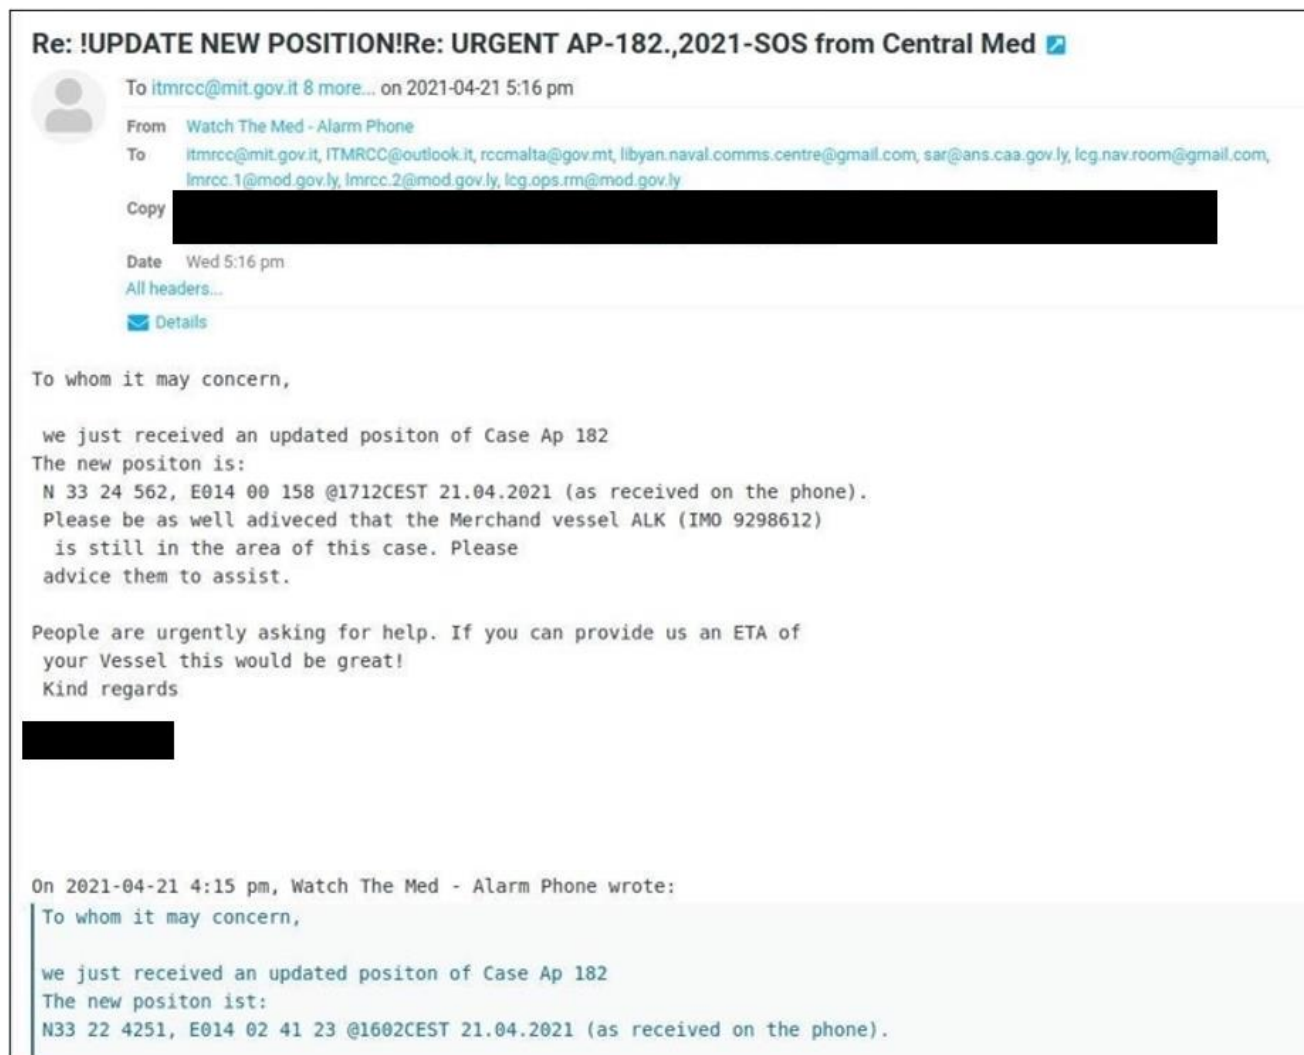 Re: !UPDATE NEW POSITION!Re: URGENT AP-182.,2021-SOS from Central Med
To itmrcc@mit.gov.it 8 more... on 2021-04-21 5:16 pm
From Watch The Med - Alarm Phone
To itmrcc@mit.gov.it, ITMRCC@outlook.it, rccmalta@gov.mt, libyan.naval.comms.centre@gmail.com, sar@ans.caa.gov.ly, lcg.nav.room@gmail.com,
lmrcc.1@mod.gov.ly, lmrcc.2@mod.gov.ly, lcg.ops.rm@mod.gov.ly
Copy
Date Wed 5:16 pm
All headers...
Details
To whom it may concern,
we just received an updated positon of Case Ap 182
The new positon is:
N 33 24 562, E014 00 158 @1712CEST 21.04.2021 (as received on the phone).
Please be as well adiveced that the Merchand vessel ALK (IMO 9298612)
is still in the area of this case. Please
advice them to assist.
People are urgently asking for help. If you can provide us an ETA of
your Vessel this would be great!
Kind regards
On 2021-04-21 4:15 pm, Watch The Med - Alarm Phone wrote:
To whom it may concern,
we just received an updated positon of Case Ap 182
The new positon ist:
N33 22 4251, E014 02 41 23 @1602CEST 21.04.2021 (as received on the phone).